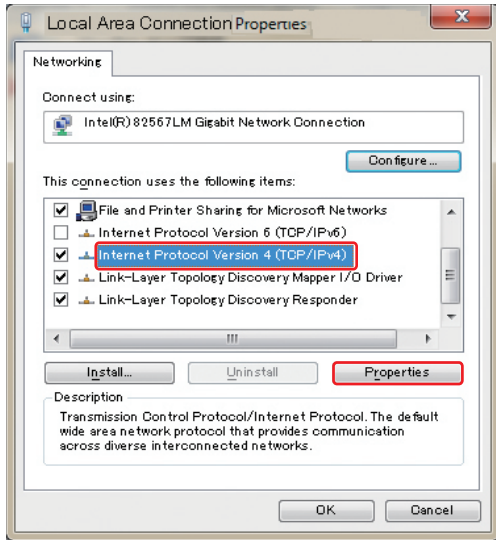 Local Area Connection Properties
Networking
Connect using:
Intel(R) 82567LM Gigabit Network Connection
Configure...
This connection uses the following items:
File and Printer Sharing for Microsoft Networks
Internet Protocol Version 6 (TCP/IPv6)
Internet Protocol Version 4 (TCP/IPv4)
Link-Layer Topology Discovery Mapper I/O Driver
Link-Layer Topology Discovery Responder
Install...
Uninstall
Properties
Description
Transmission Control Protocol/Internet Protocol. The default
wide area network protocol that provides communication
across diverse interconnected networks.
OK
Cancel